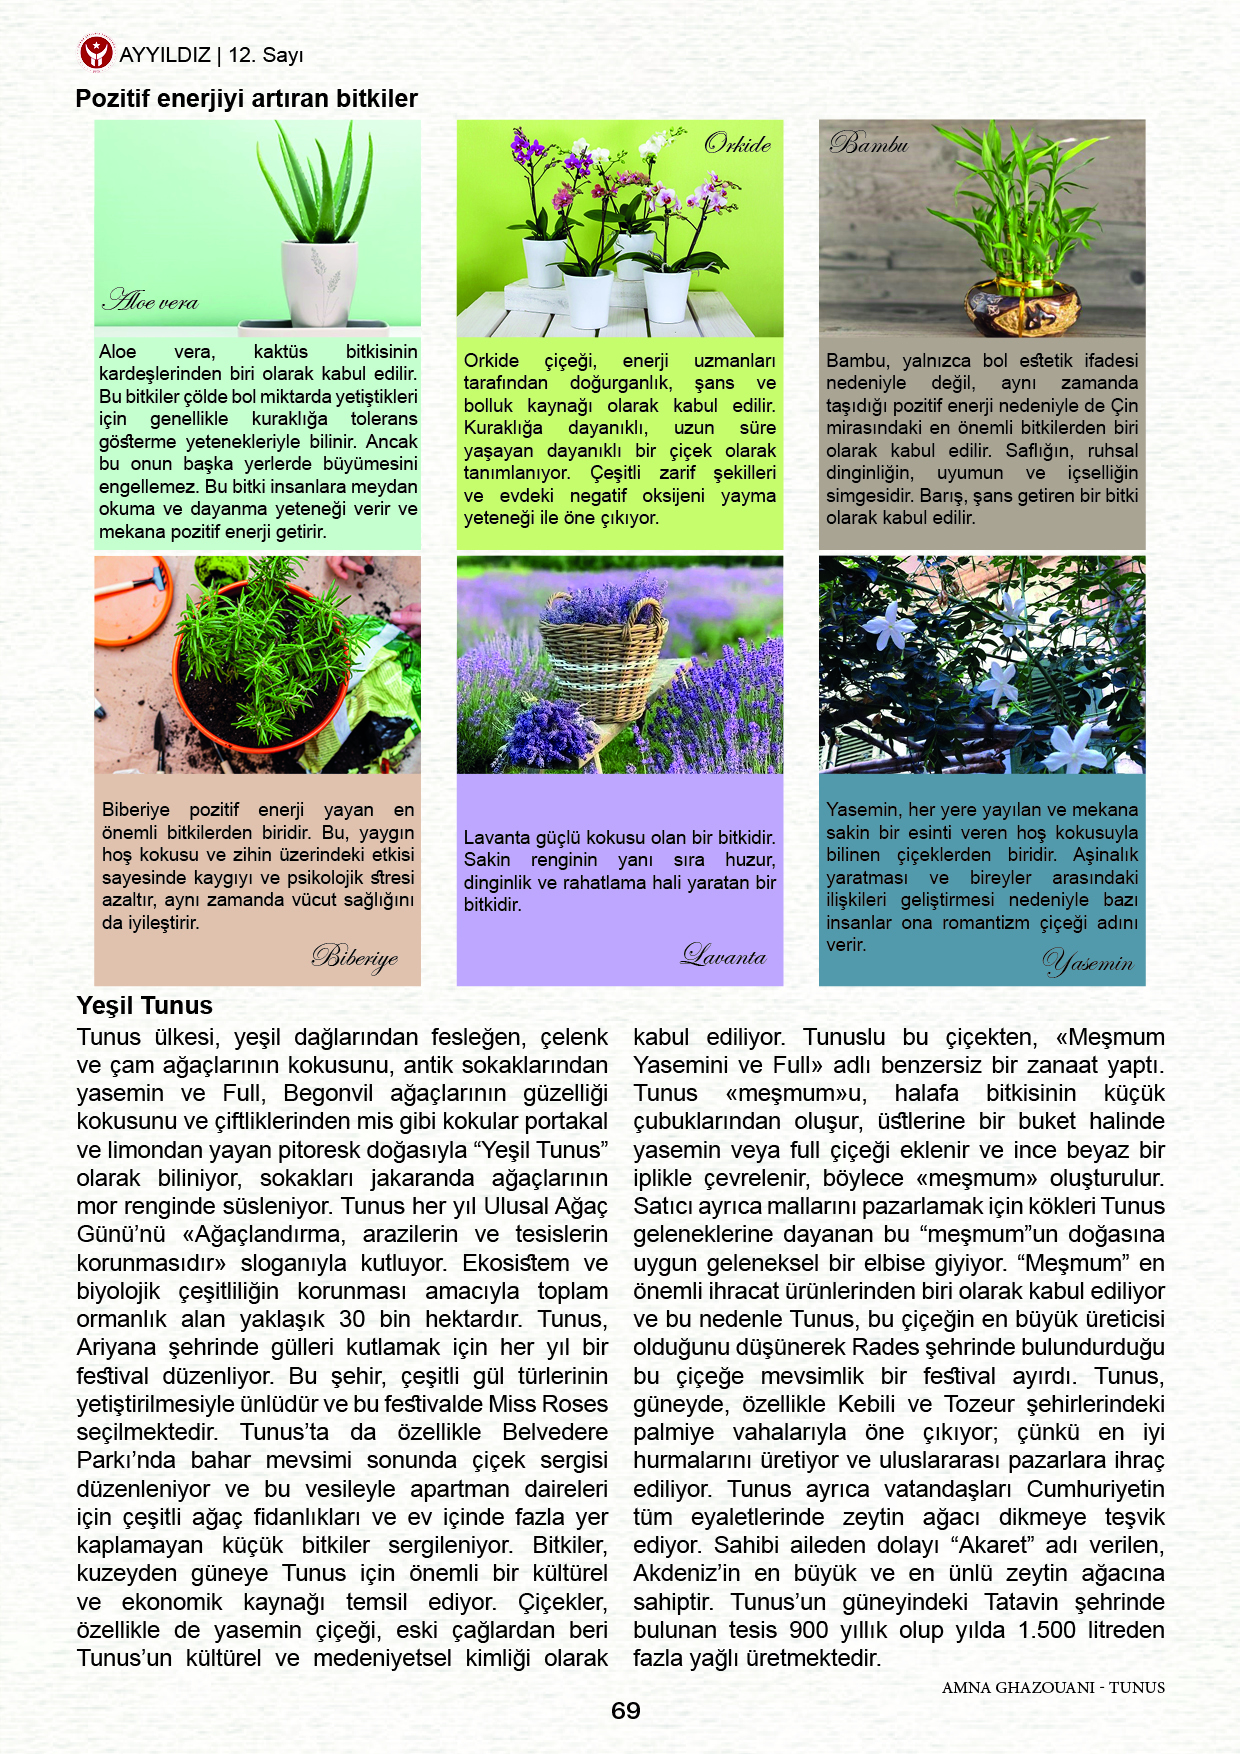 AYYILDIZ | 12. Sayı
Pozitif enerjiyi artıran bitkiler
Aloe vera
Aloe vera, kaktüs bitkisinin
kardeşlerinden biri olarak kabul edilir.
Bu bitkiler çölde bol miktarda yetiştikleri
için genellikle kuraklığa tolerans
gösterme yetenekleriyle bilinir. Ancak
bu onun başka yerlerde büyümesini
engellemez. Bu bitki insanlara meydan
okuma ve dayanma yeteneği verir ve
mekana pozitif enerji getirir.
Orkide
Orkide çiçeği, enerji uzmanları
tarafından doğurganlık, şans ve
bolluk kaynağı olarak kabul edilir.
Kuraklığa dayanıklı, uzun süre
yaşayan dayanıklı bir çiçek olarak
tanımlanıyor. Çeşitli zarif şekilleri
ve evdeki negatif oksijeni yayma
yeteneği ile öne çıkıyor.
Bambu
Bambu, yalnızca bol estetik ifadesi
nedeniyle değil, aynı zamanda
taşıdığı pozitif enerji nedeniyle de Çin
mirasındaki en önemli bitkilerden biri
olarak kabul edilir. Saflığın, ruhsal
dinginliğin, uyumun ve içselliğin
simgesidir. Barış, şans getiren bir bitki
olarak kabul edilir.
Biberiye pozitif enerji yayan en
önemli bitkilerden biridir. Bu, yaygın
hoş kokusu ve zihin üzerindeki etkisi
sayesinde kaygıyı ve psikolojik stresi
azaltır, aynı zamanda vücut sağlığını
da iyileştirir.
Biberiye
Lavanta güçlü kokusu olan bir bitkidir.
Sakin renginin yanı sıra huzur,
dinginlik ve rahatlama hali yaratan bir
bitkidir.
Lavanta
Yasemin, her yere yayılan ve mekana
sakin bir esinti veren hoş kokusuyla
bilinen çiçeklerden biridir. Aşinalık
yaratması ve bireyler arasındaki
ilişkileri geliştirmesi nedeniyle bazı
insanlar ona romantizm çiçeği adını
verir.
Yasemin
Yeşil Tunus
Tunus ülkesi, yeşil dağlarından fesleğen, çelenk
ve çam ağaçlarının kokusunu, antik sokaklarından
yasemin ve Full, Begonvil ağaçlarının güzelliği
kokusunu ve çiftliklerinden mis gibi kokular portakal
ve limondan yayan pitoresk doğasıyla “Yeşil Tunus”
olarak biliniyor, sokakları jakaranda ağaçlarının
mor renginde süsleniyor. Tunus her yıl Ulusal Ağaç
Günü’nü «Ağaçlandırma, arazilerin ve tesislerin
korunmasıdır» sloganıyla kutluyor. Ekosistem ve
biyolojik çeşitliliğin korunması amacıyla toplam
ormanlık alan yaklaşık 30 bin hektardır. Tunus,
Ariyana şehrinde gülleri kutlamak için her yıl bir
festival düzenliyor. Bu şehir, çeşitli gül türlerinin
yetiştirilmesiyle ünlüdür ve bu festivalde Miss Roses
seçilmektedir. Tunus’ta da özellikle Belvedere
Parkı’nda bahar mevsimi sonunda çiçek sergisi
düzenleniyor ve bu vesileyle apartman daireleri
için çeşitli ağaç fidanlıkları ve ev içinde fazla yer
kaplamayan küçük bitkiler sergileniyor. Bitkiler,
kuzeyden güneye Tunus için önemli bir kültürel
ve ekonomik kaynağı temsil ediyor. Çiçekler,
özellikle de yasemin çiçeği, eski çağlardan beri
Tunus’un kültürel ve medeniyetsel kimliği olarak
kabul ediliyor. Tunuslu bu çiçekten, «Meşmum
Yasemini ve Full» adlı benzersiz bir zanaat yaptı.
Tunus «meşmum»u, halafa bitkisinin küçük
çubuklarından oluşur, üstlerine bir buket halinde
yasemin veya full çiçeği eklenir ve ince beyaz bir
iplikle çevrelenir, böylece «meşmum» oluşturulur.
Satıcı ayrıca mallarını pazarlamak için kökleri Tunus
geleneklerine dayanan bu “meşmum”un doğasına
uygun geleneksel bir elbise giyiyor. “Meşmum” en
önemli ihracat ürünlerinden biri olarak kabul ediliyor
ve bu nedenle Tunus, bu çiçeğin en büyük üreticisi
olduğunu düşünerek Rades şehrinde bulundurduğu
bu çiçeğe mevsimlik bir festival ayırdı. Tunus,
güneyde, özellikle Kebili ve Tozeur şehirlerindeki
palmiye vahalarıyla öne çıkıyor; çünkü en iyi
hurmalarını üretiyor ve uluslararası pazarlara ihraç
ediliyor. Tunus ayrıca vatandaşları Cumhuriyetin
tüm eyaletlerinde zeytin ağacı dikmeye teşvik
ediyor. Sahibi aileden dolayı “Akaret” adı verilen,
Akdeniz’in en büyük ve en ünlü zeytin ağacına
sahiptir. Tunus’un güneyindeki Tatavin şehrinde
bulunan tesis 900 yıllık olup yılda 1.500 litreden
fazla yağlı üretmektedir.
AMNA GHAZOUANI - TUNUS
69